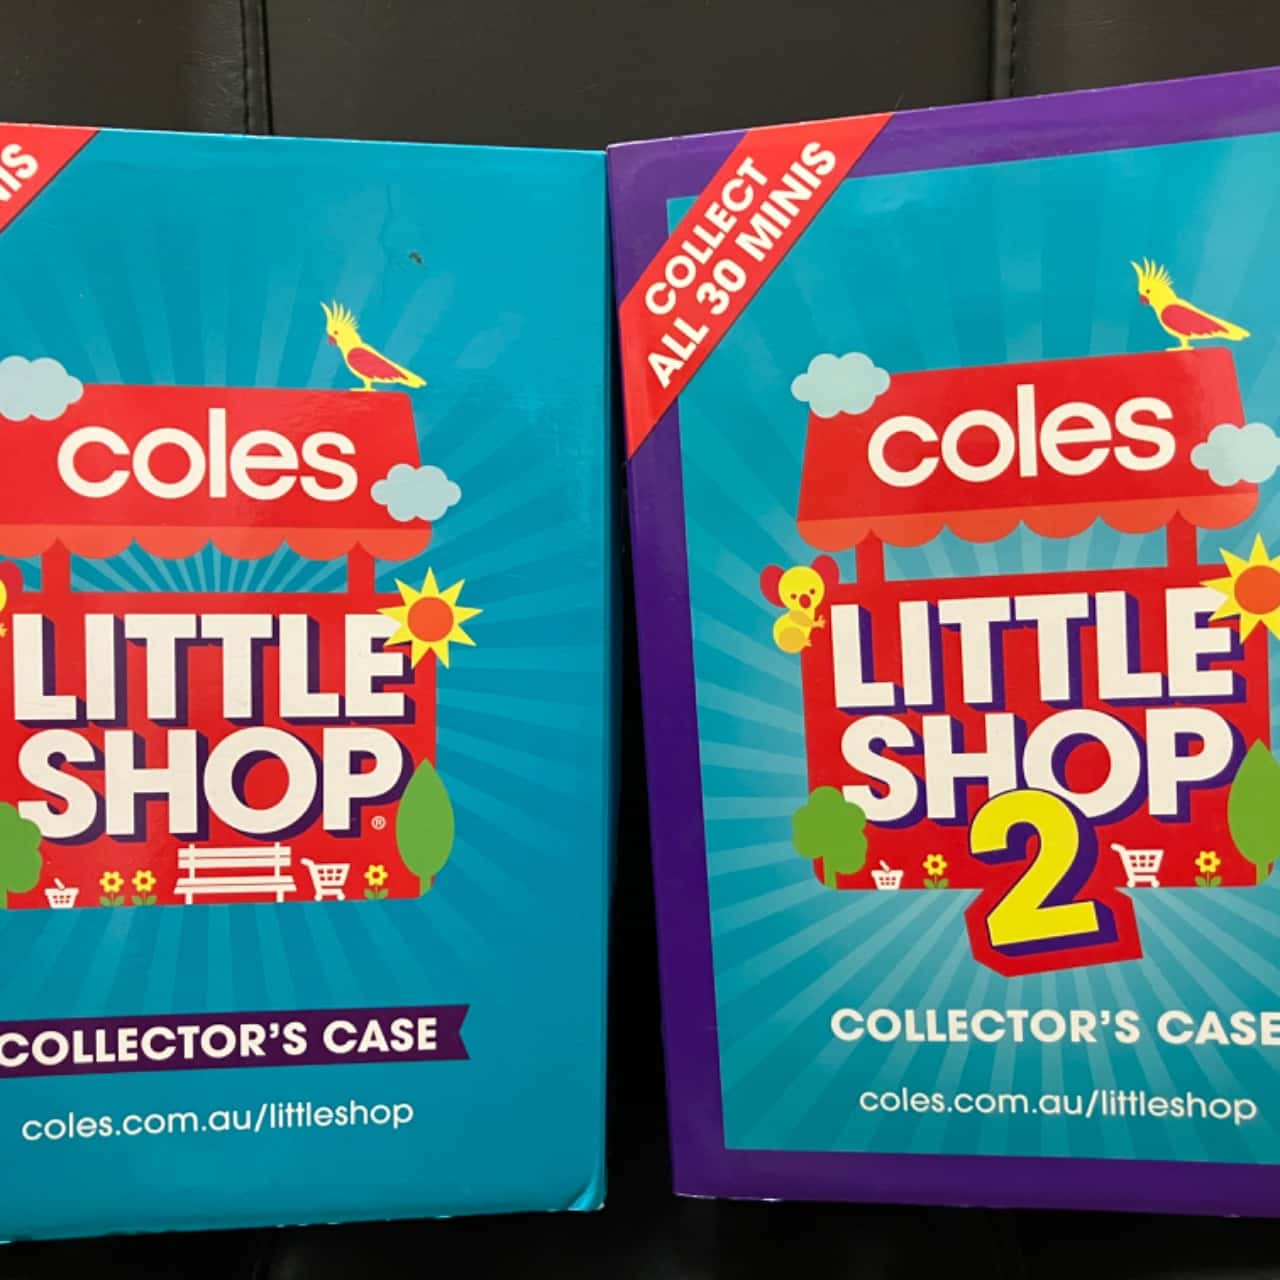 coles
LITTLE
SHOP®
COLLECTOR'S CASE
coles.com.au/littleshop
COLLECT
ALL 30 MINIS
coles
LITTLE
SHOP
2
COLLECTOR'S CASE
coles.com.au/littleshop